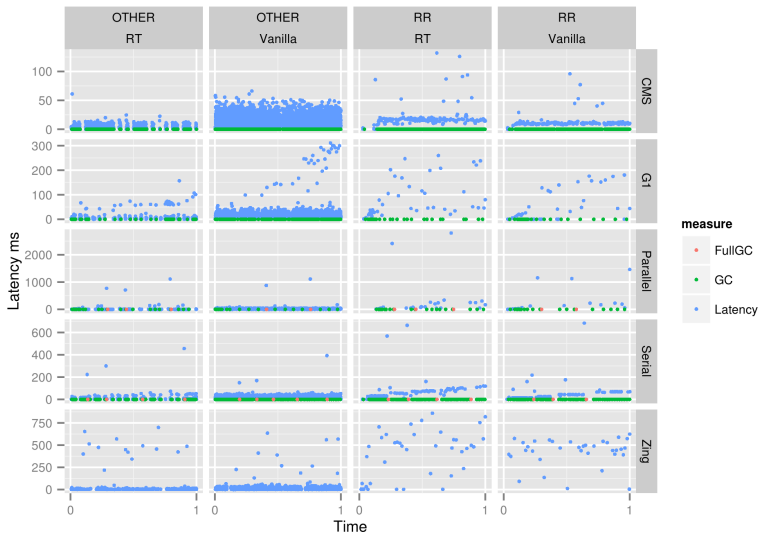 OTHER OTHER RR RR
RT Vanilla RT Vanilla
100
50
0
CMS
300
200
100
0
G1
2000
1000
0
Parallel
600
400
200
0
Serial
750
500
250
0
Zing
0 1 0 1 0 1 0 1
Time
Latency ms
measure
FullGC
GC
Latency